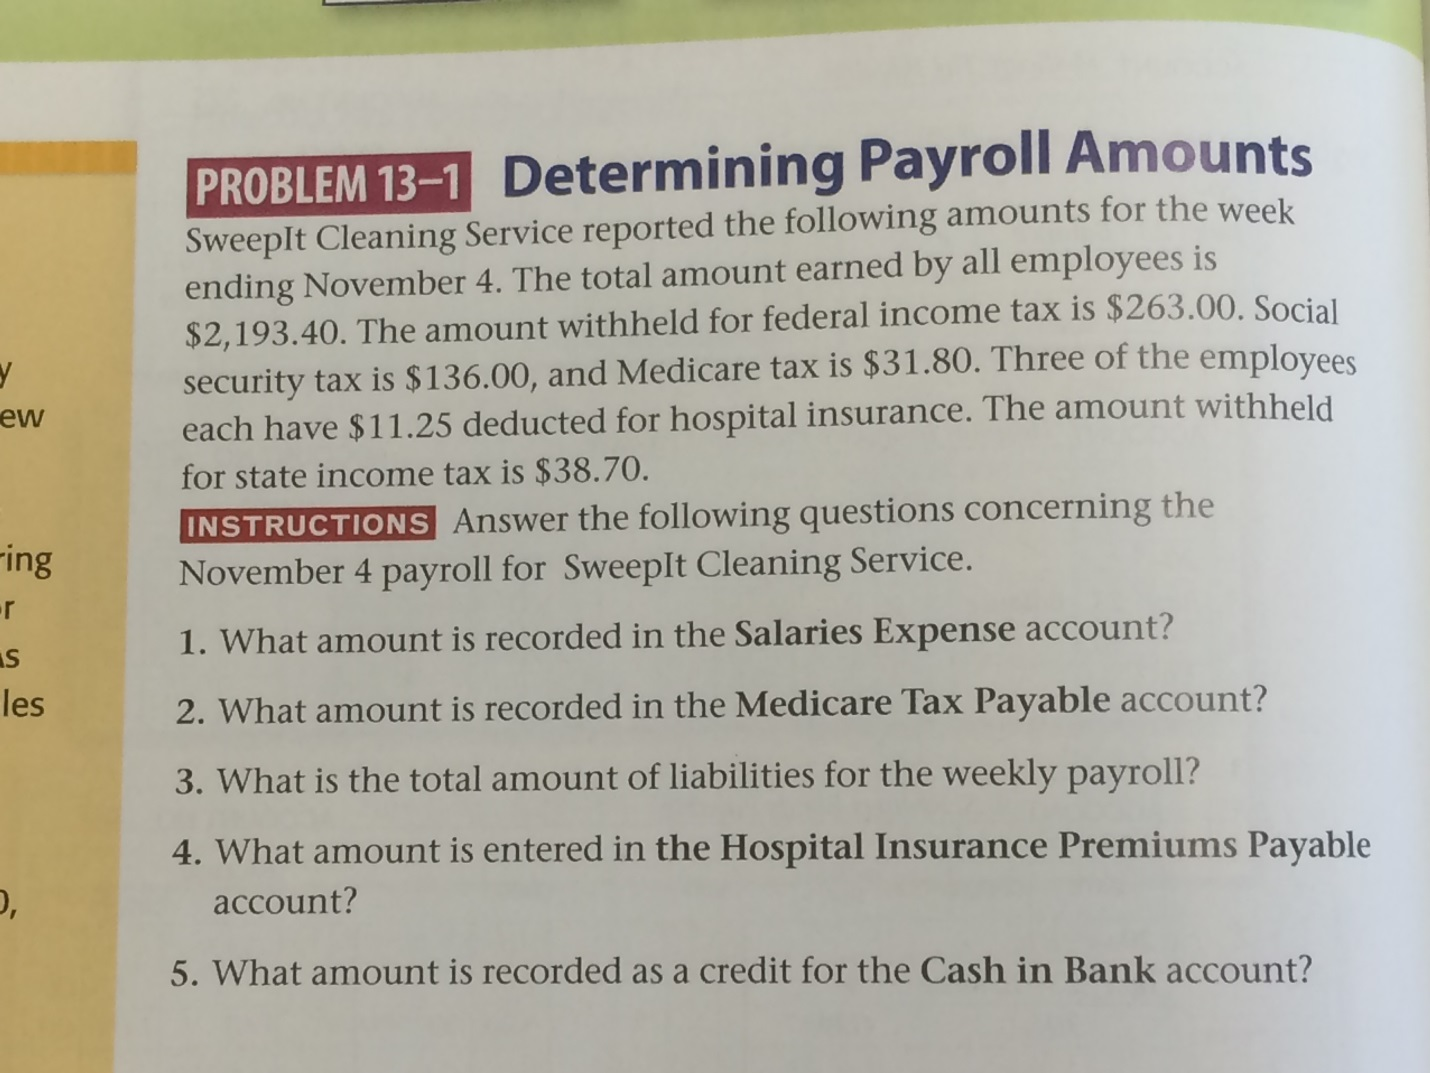 PROBLEM 13–1 Determining Payroll Amounts
SweepIt Cleaning Service reported the following amounts for the week
ending November 4. The total amount earned by all employees is
$2,193.40. The amount withheld for federal income tax is $263.00. Social
security tax is $136.00, and Medicare tax is $31.80. Three of the employees
each have $11.25 deducted for hospital insurance. The amount withheld
for state income tax is $38.70.
INSTRUCTIONS Answer the following questions concerning the
November 4 payroll for SweepIt Cleaning Service.
1. What amount is recorded in the Salaries Expense account?
2. What amount is recorded in the Medicare Tax Payable account?
3. What is the total amount of liabilities for the weekly payroll?
4. What amount is entered in the Hospital Insurance Premiums Payable
account?
5. What amount is recorded as a credit for the Cash in Bank account?